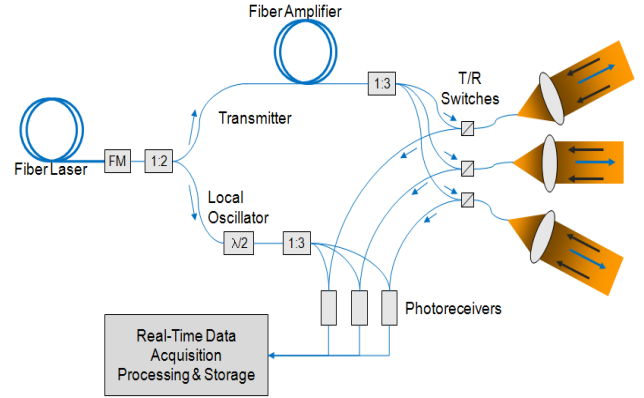 Fiber Amplifier
1:3
T/R
Switches
Transmitter
Fiber Laser
FM
1:2
Local
Oscillator
λ/2
1:3
Photoreceivers
Real-Time Data
Acquisition
Processing & Storage